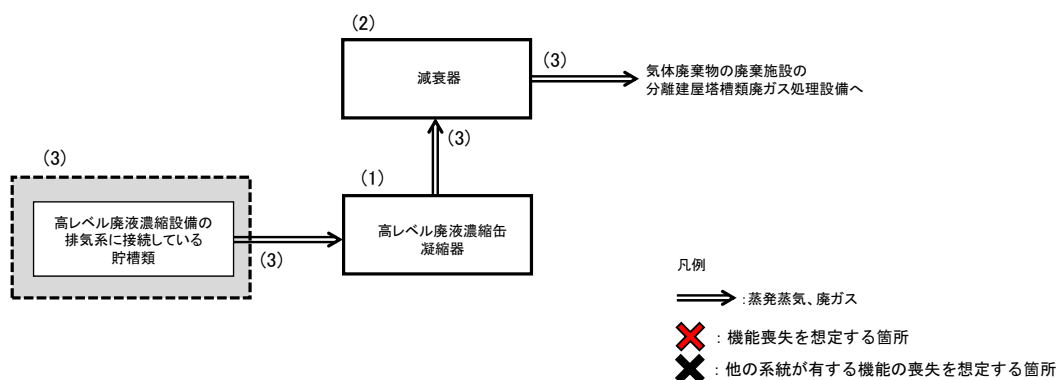 (2)
減衰器
(3)
気体廃棄物の廃棄施設の
分離建屋塔槽類廃ガス処理設備へ
(3)
(3)
(1)
高レベル廃液濃縮設備の
排気系に接続している
貯槽類
(3)
高レベル廃液濃縮缶
凝縮器
凡例
:蒸発蒸気、廃ガス
:機能喪失を想定する箇所
:他の系統が有する機能の喪失を想定する箇所